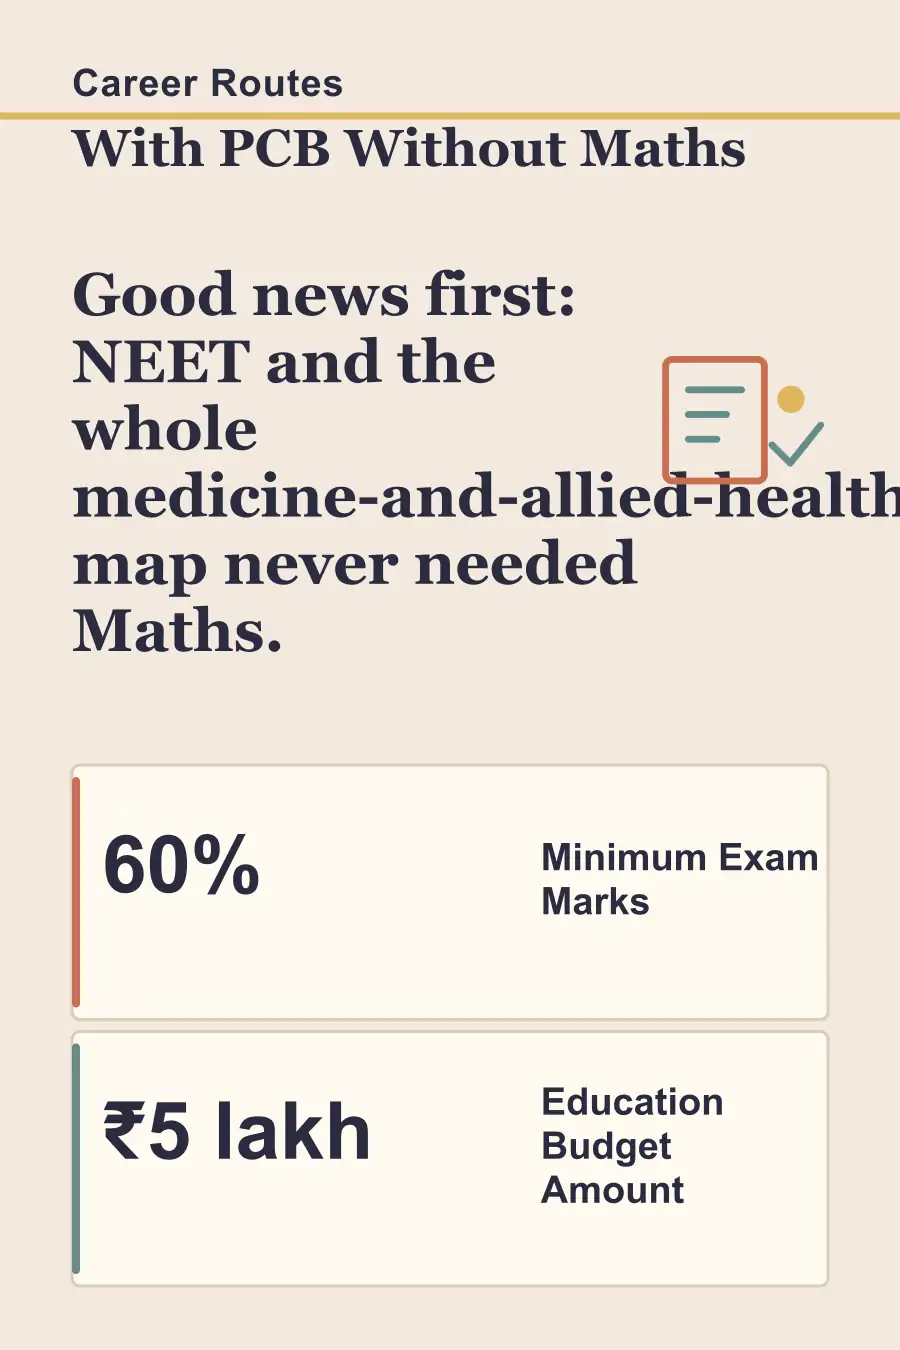 Career Routes
With PCB Without Maths
Good news first:
NEET and the
whole
medicine-and-allied-health
map never needed
Maths.
60%
Minimum Exam
Marks
₹5 lakh
Education
Budget
Amount